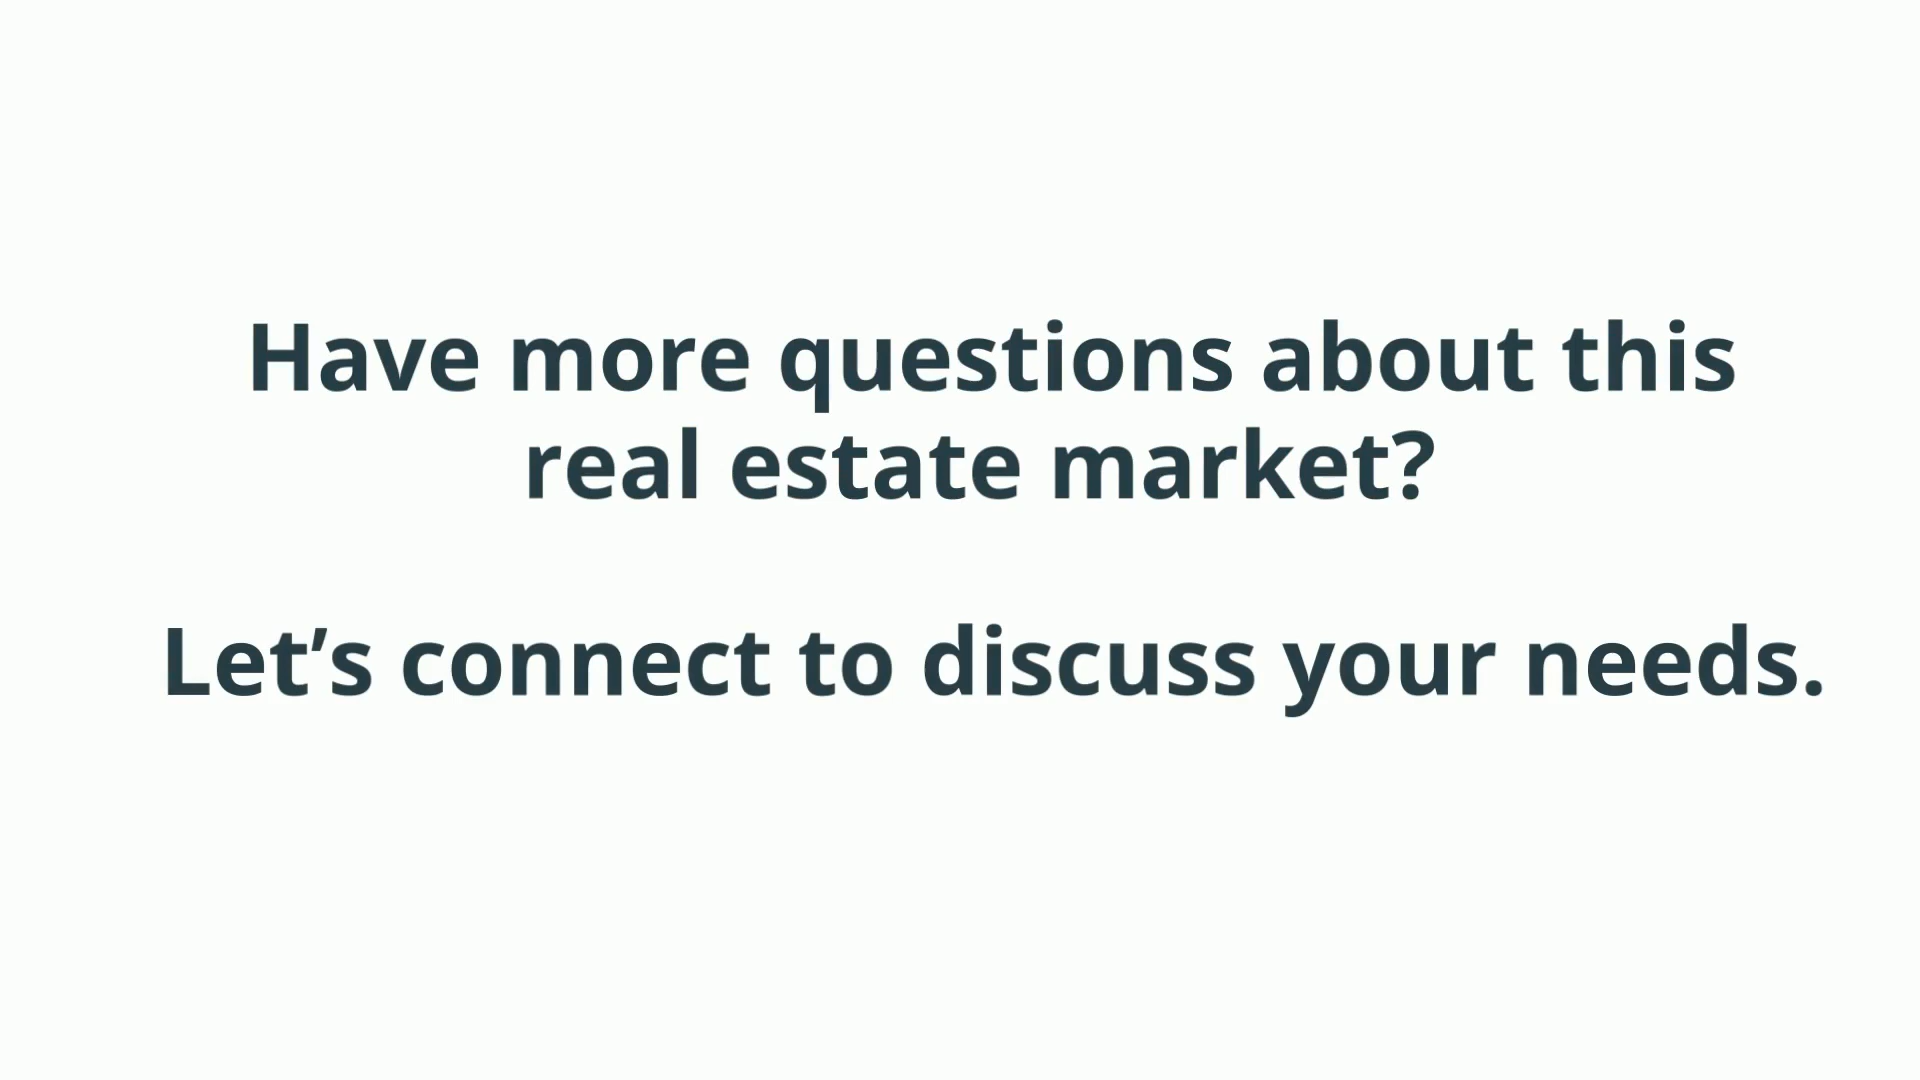 Have more questions about this
real estate market?
Let’s connect to discuss your needs.